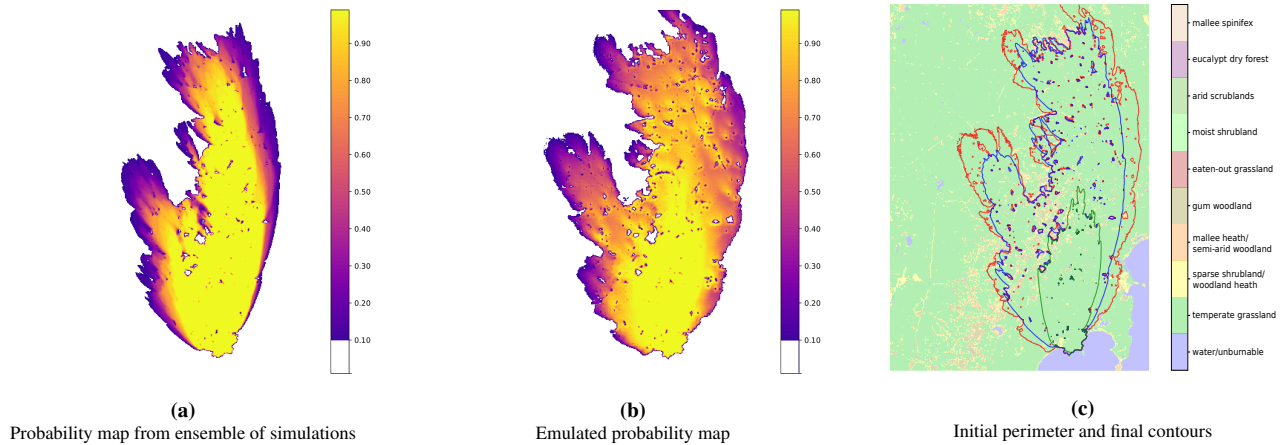 0.90
0.80
0.70
0.60
0.50
0.40
0.30
0.20
0.10
(a)
Probability map from ensemble of simulations
0.90
0.80
0.70
0.60
0.50
0.40
0.30
0.20
0.10
(b)
Emulated probability map
mallee spinifex
eucalypt dry forest
arid scrublands
moist shrubland
eaten-out grassland
gum woodland
mallee heath/
semi-arid woodland
sparse shrubland/
woodland heath
temperate grassland
water/unburnable
(c)
Initial perimeter and final contours